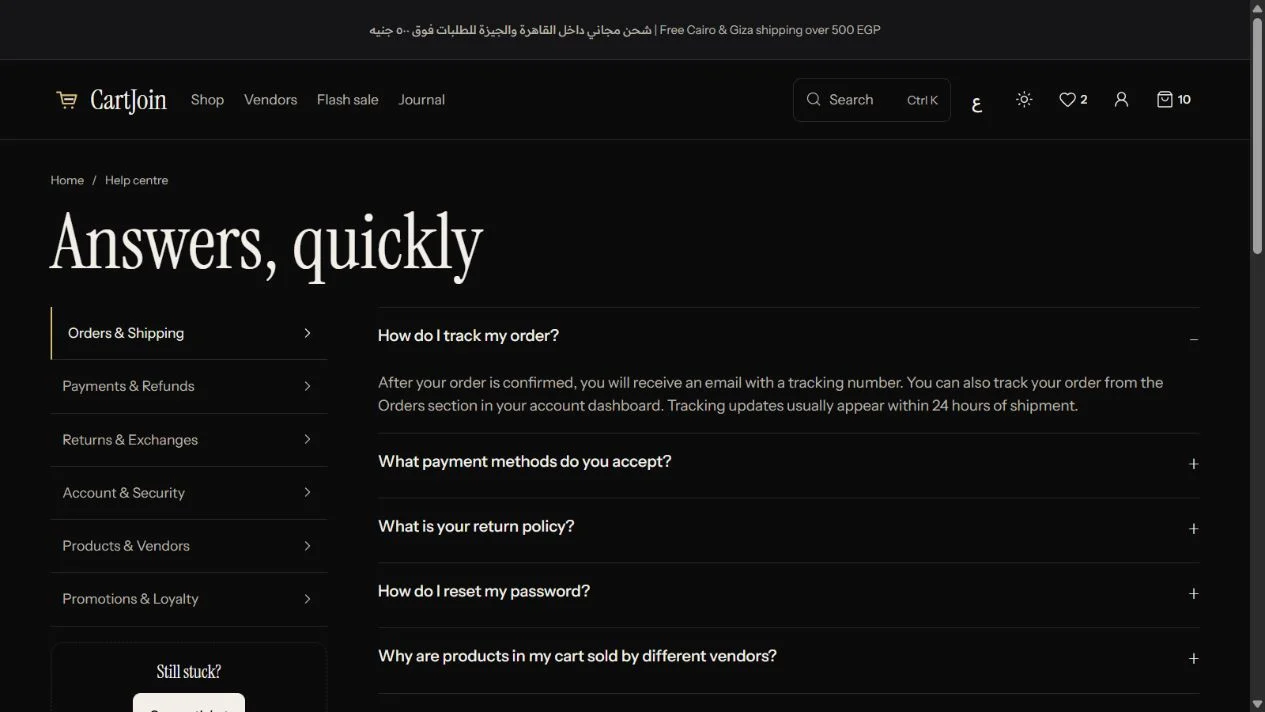 شحن مجاني داخل القاهرة والجيزة للطلبات فوق ٥٠٠ جنيه | Free Cairo & Giza shipping over 500 EGP
CartJoin Shop Vendors Flash sale Journal Search Ctrl K ع 2 10
Home / Help centre
Answers, quickly
Orders & Shipping
Payments & Refunds
Returns & Exchanges
Account & Security
Products & Vendors
Promotions & Loyalty
Still stuck?
How do I track my order?
After your order is confirmed, you will receive an email with a tracking number. You can also track your order from the
Orders section in your account dashboard. Tracking updates usually appear within 24 hours of shipment.
What payment methods do you accept?
What is your return policy?
How do I reset my password?
Why are products in my cart sold by different vendors?